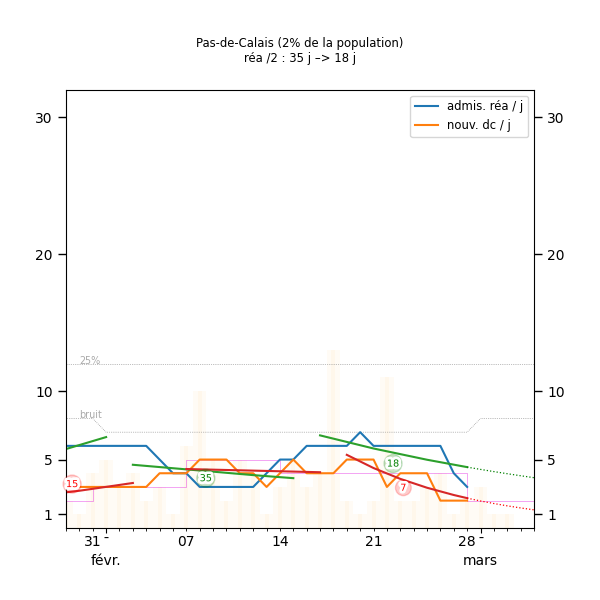 Pas-de-Calais (2% de la population)
réa /2 : 35 j –> 18 j
admis. réa / j
nouv. dc / j
30
30
20
20
25%
10
10
bruit
5
5
18
35
15
7
1
1
31 - 07 14 21 28 -
févr. mars